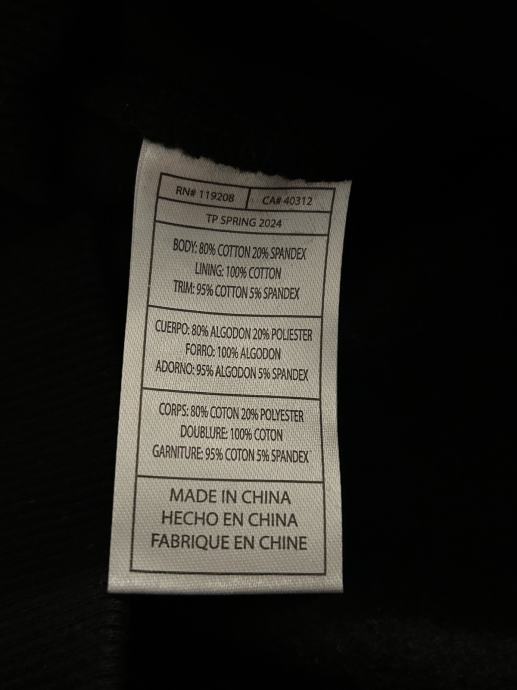 RN# 119208 CA# 40312
TP SPRING 2024
BODY: 80% COTTON 20% SPANDEX
LINING: 100% COTTON
TRIM: 95% COTTON 5% SPANDEX
CUERPO: 80% ALGODON 20% POLIESTER
FORRO: 100% ALGODON
ADORNO: 95% ALGODON 5% SPANDEX
CORPS: 80% COTON 20% POLYESTER
DOUBLURE: 100% COTON
GARNITURE: 95% COTON 5% SPANDEX
MADE IN CHINA
HECHO EN CHINA
FABRIQUE EN CHINE